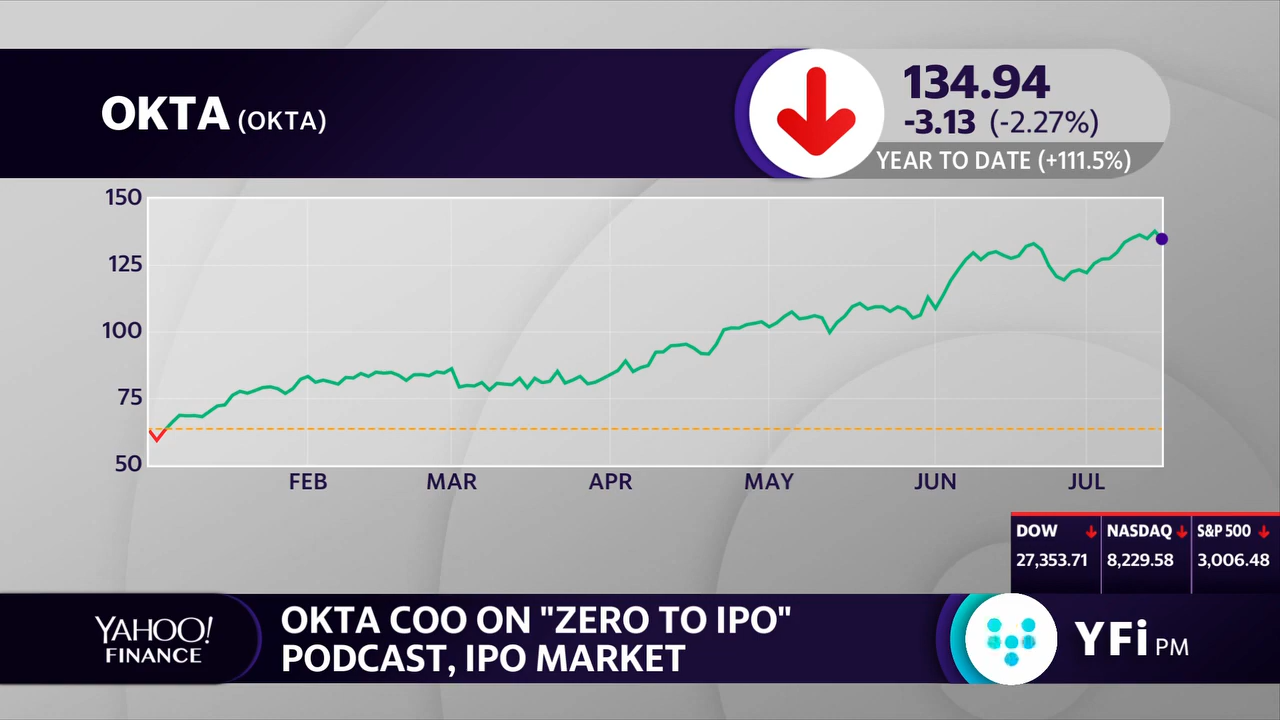 OKTA (OKTA)
134.94
-3.13 (-2.27%)
YEAR TO DATE (+111.5%)
150
125
100
75
50
FEB MAR APR MAY JUN JUL
DOW NASDAQ S&P 500
27,353.71 8,229.58 3,006.48
YAHOO!
FINANCE
OKTA COO ON "ZERO TO IPO"
PODCAST, IPO MARKET
YFi PM